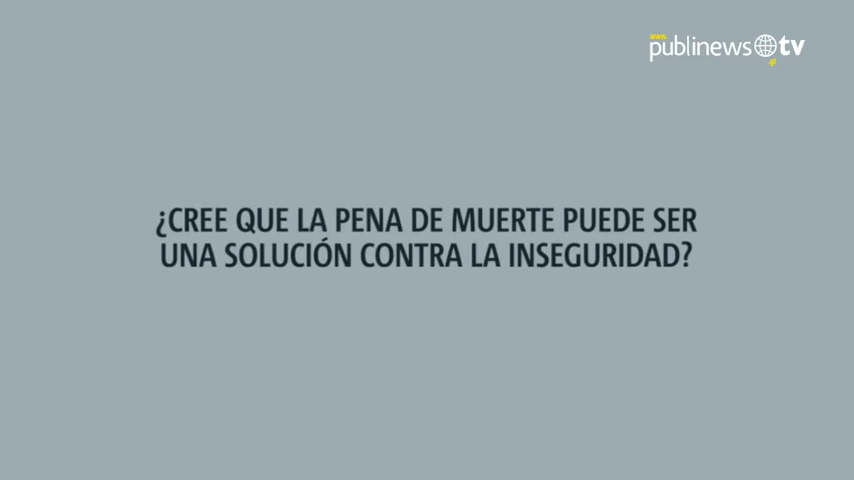 www.
publinews tv
.gt
¿CREE QUE LA PENA DE MUERTE PUEDE SER
UNA SOLUCIÓN CONTRA LA INSEGURIDAD?